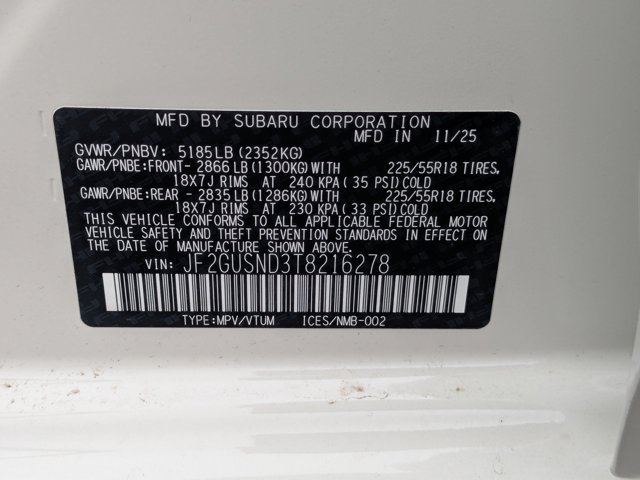 MFD BY SUBARU CORPORATION
MFD IN 11/25
GVWR/PNBV: 5185LB (2352KG)
GAWR/PNBE:FRONT- 2866 LB (1300KG) WITH 225/55R18 TIRES,
18X7J RIMS AT 240 KPA (35 PSI) COLD
GAWR/PNBE:REAR - 2835 LB (1286KG) WITH 225/55R18 TIRES,
18X7J RIMS AT 230 KPA (33 PSI) COLD
THIS VEHICLE CONFORMS TO ALL APPLICABLE FEDERAL MOTOR
VEHICLE SAFETY AND THEFT PREVENTION STANDARDS IN EFFECT ON
THE DATE OF MANUFACTURE SHOWN ABOVE.
VIN: JF2GUSND3T8216278
TYPE:MPV/VTUM ICES/NMB-002